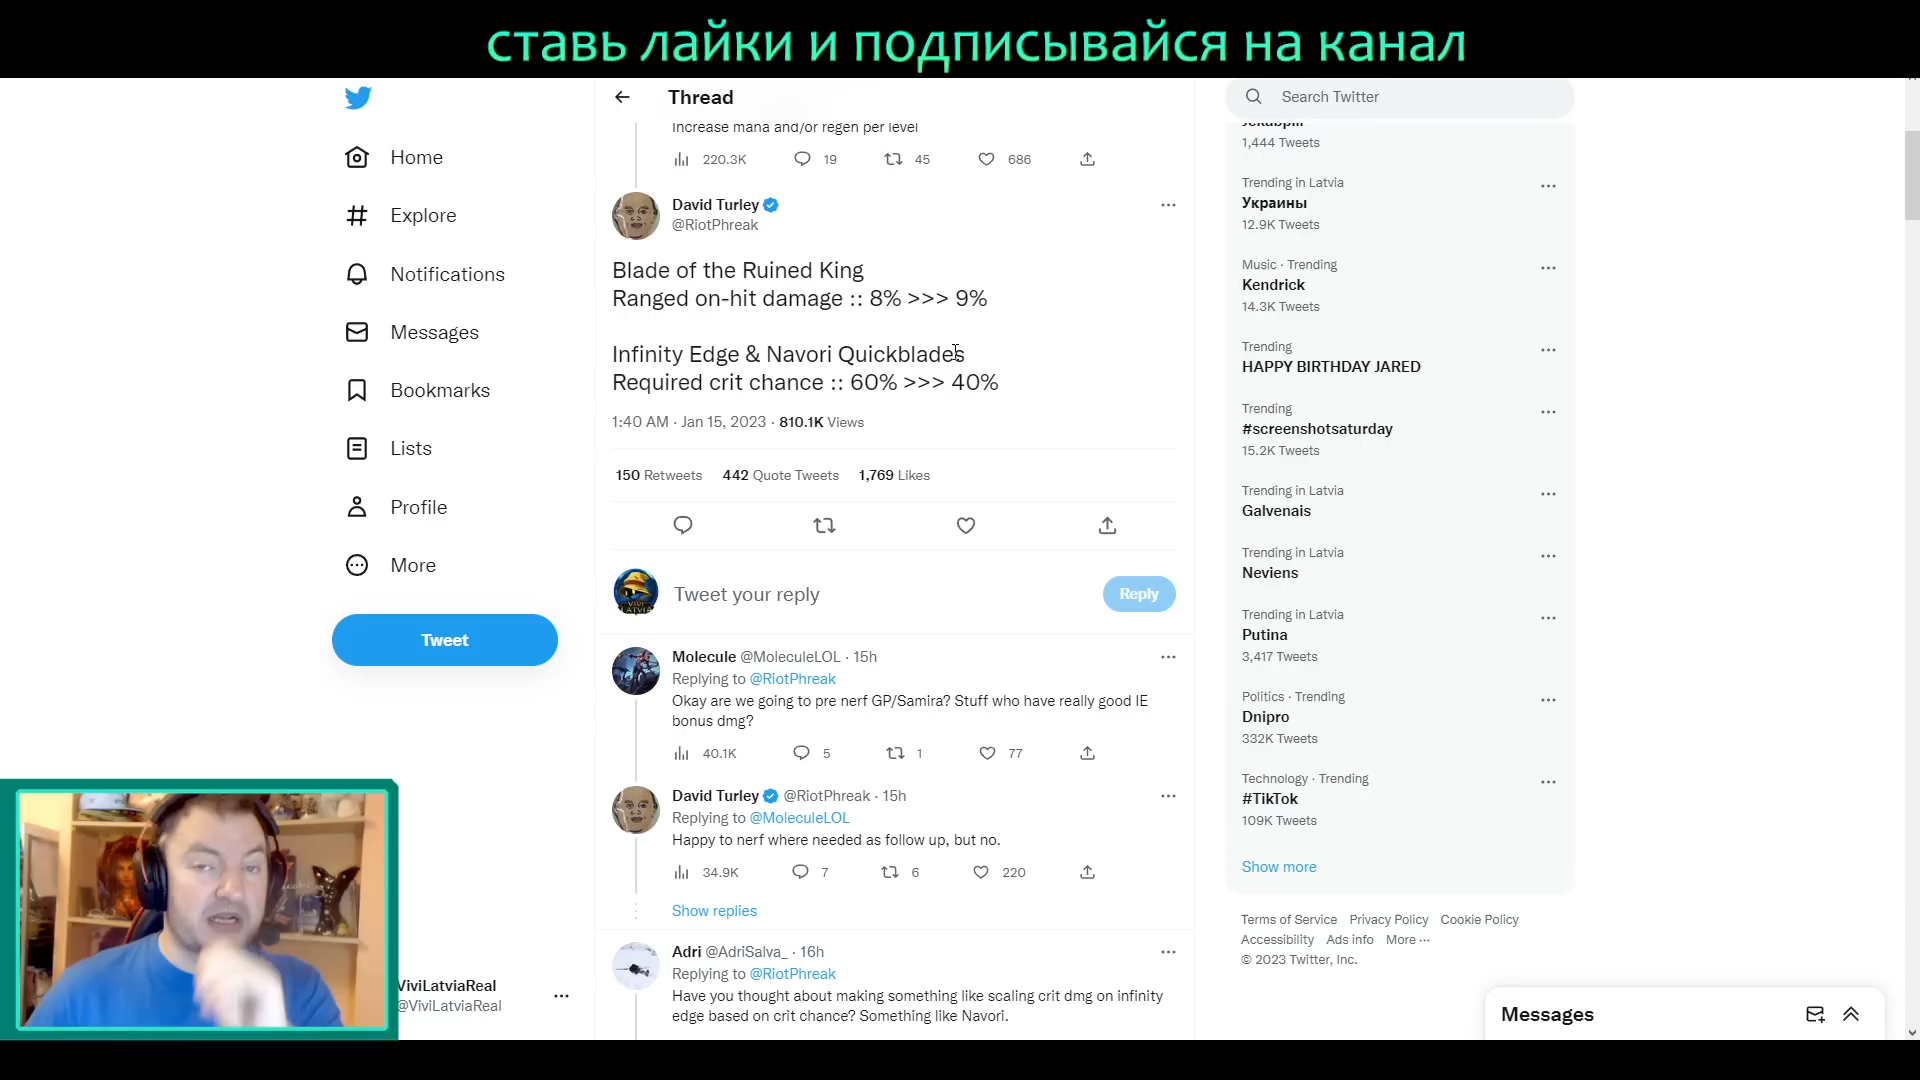 ставь лайки и подписывайся на канал
Home
Explore
Notifications
Messages
Bookmarks
Lists
Profile
More
Tweet
ViviLatviaReal
@ViviLatviaReal
Thread
Increase mana and/or regen per level
220.3K 19 45 686
David Turley
@RiotPhreak
Blade of the Ruined King
Ranged on-hit damage :: 8% >>> 9%
Infinity Edge & Navori Quickblades
Required crit chance :: 60% >>> 40%
1:40 AM · Jan 15, 2023 · 810.1K Views
150 Retweets 442 Quote Tweets 1,769 Likes
Tweet your reply
Reply
Molecule @MoleculeLOL · 15h
Replying to @RiotPhreak
Okay are we going to pre nerf GP/Samira? Stuff who have really good IE
bonus dmg?
40.1K 5 1 77
David Turley @RiotPhreak · 15h
Replying to @MoleculeLOL
Happy to nerf where needed as follow up, but no.
34.9K 7 6 220
Show replies
Adri @AdriSalva_ · 16h
Replying to @RiotPhreak
Have you thought about making something like scaling crit dmg on infinity
edge based on crit chance? Something like Navori.
Search Twitter
1,444 Tweets
Trending in Latvia
Украины
12.9K Tweets
Music · Trending
Kendrick
14.3K Tweets
Trending
HAPPY BIRTHDAY JARED
Trending
#screenshotsaturday
15.2K Tweets
Trending in Latvia
Galvenais
Trending in Latvia
Neviens
Trending in Latvia
Putina
3,417 Tweets
Politics · Trending
Dnipro
332K Tweets
Technology · Trending
#TikTok
109K Tweets
Show more
Terms of Service Privacy Policy Cookie Policy
Accessibility Ads info More ···
© 2023 Twitter, Inc.
Messages